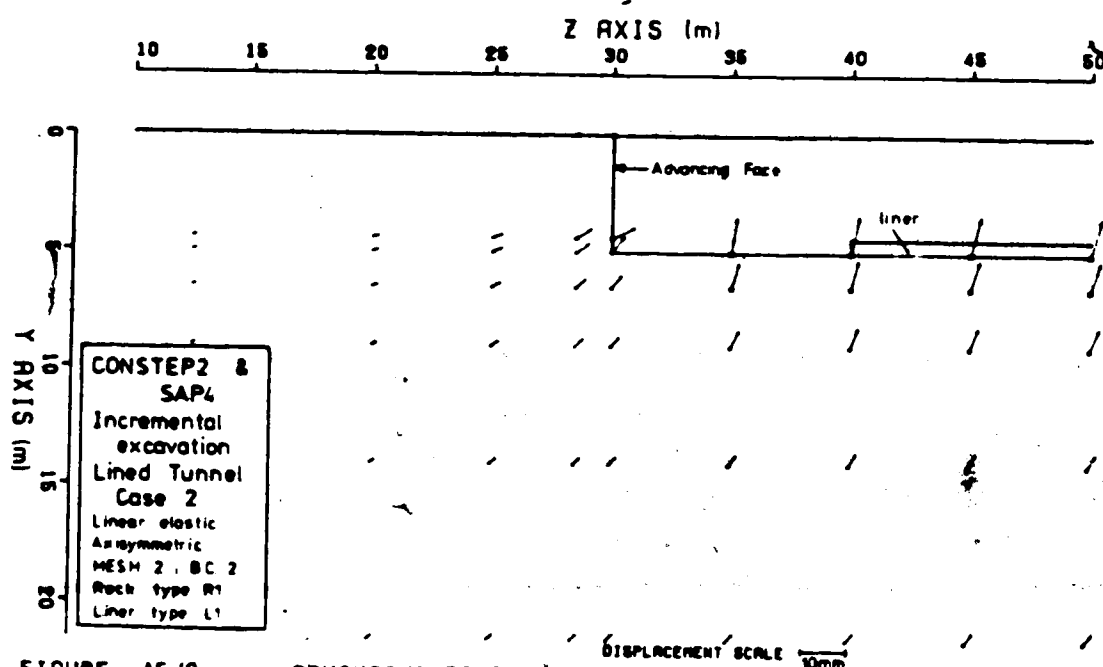 Z AXIS (m)
10 15 20 25 30 35 40 45 50
0
5
10
15
20
Y AXIS (m)
Advancing Face
liner
CONSTEP2 &
SAP4
Incremental
excavation
Lined Tunnel
Case 2
Linear elastic
Axisymmetric
MESH 2 , BC 2
Rock type R1
Liner type L1
DISPLACEMENT SCALE 10mm
FIGURE